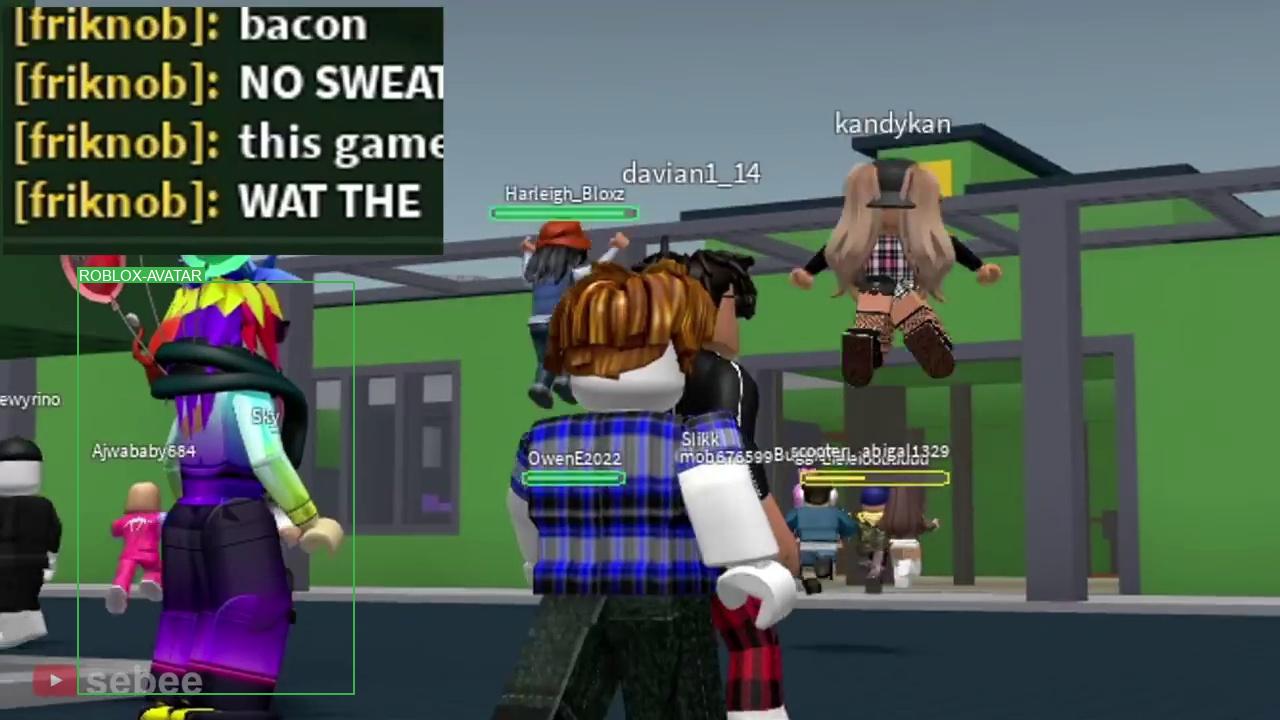 [friknob]: bacon
[friknob]: NO SWEAT
[friknob]: this game
[friknob]: WAT THE
kandykan
davian1_14
Harleigh_Bloxz
ROBLOX-AVATAR
ewyrino
Sky
Ajwababy684
Slikk
OwenE2022
mob676599
scooten_abigal1329
sebee